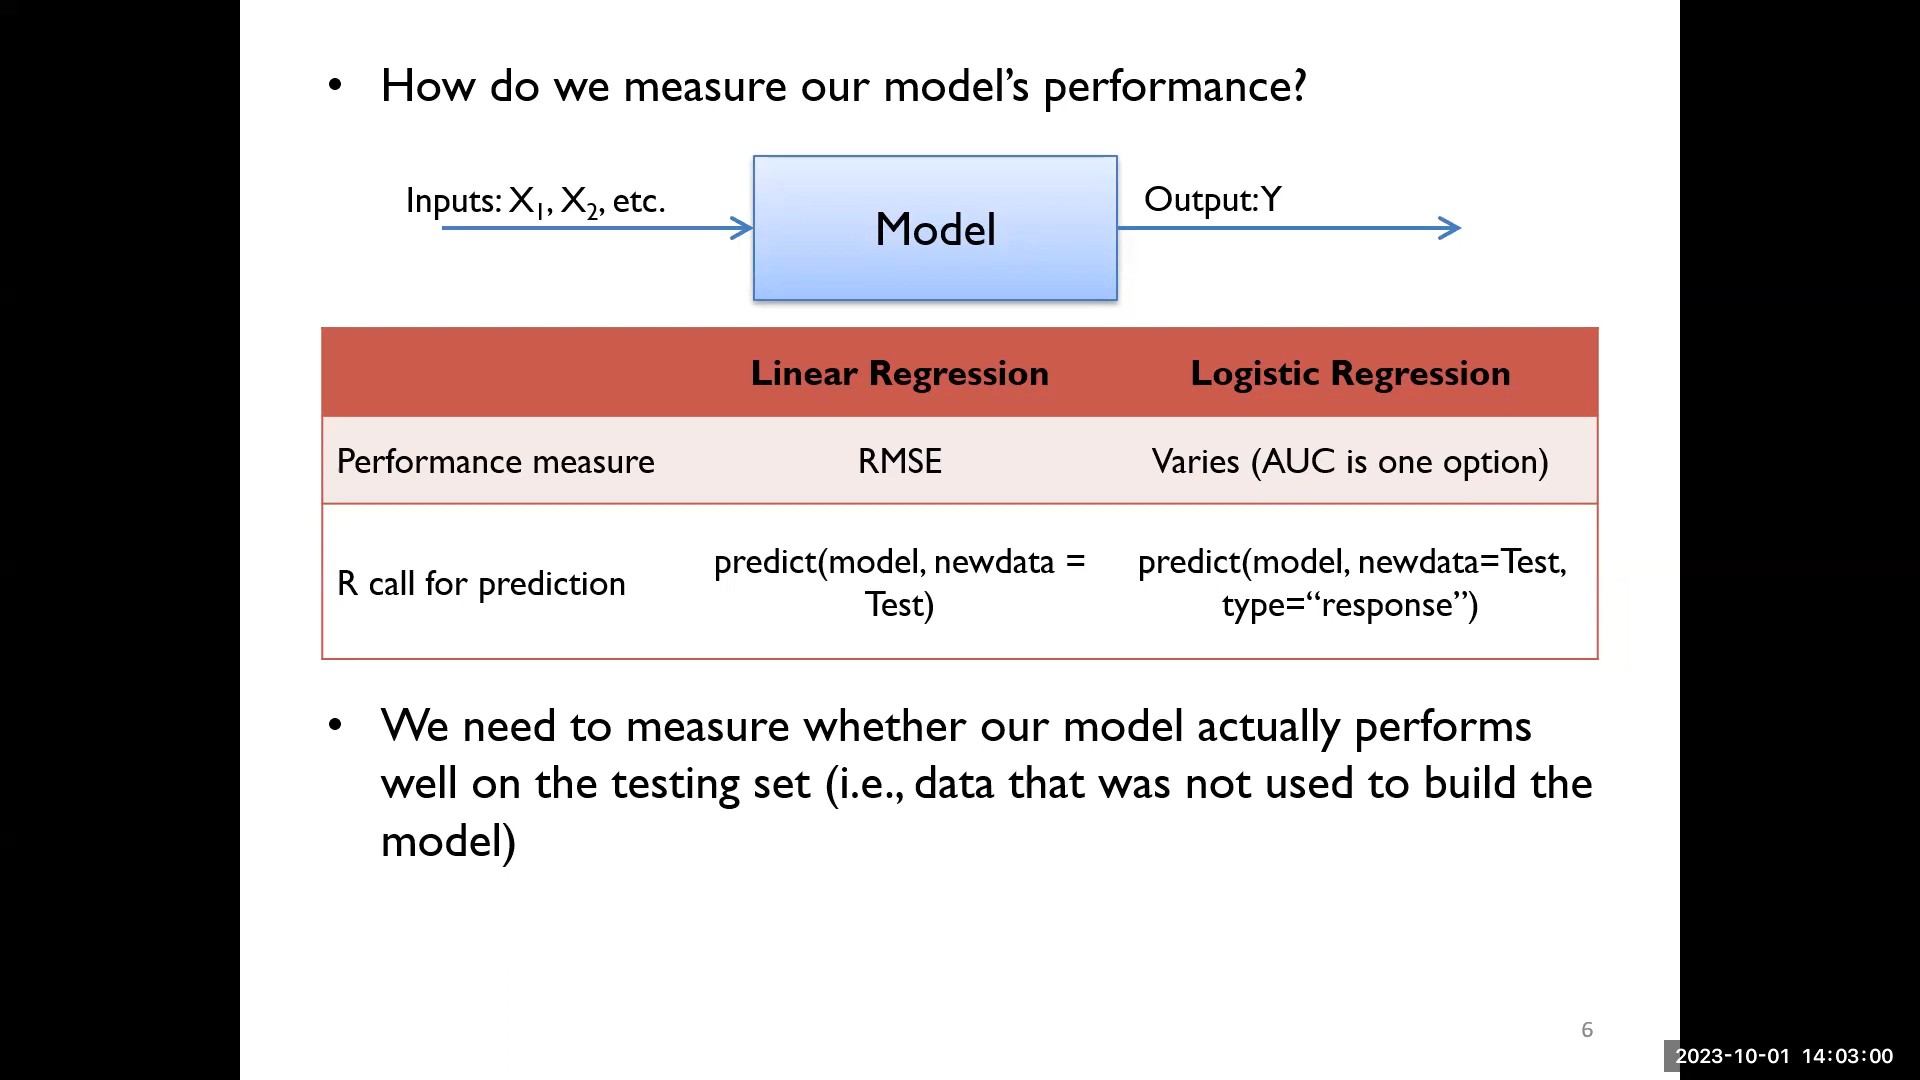 • How do we measure our model’s performance?
Inputs: X₁, X₂, etc.
Model
Output:Y
Linear Regression
Logistic Regression
Performance measure
RMSE
Varies (AUC is one option)
R call for prediction
predict(model, newdata =
Test)
predict(model, newdata=Test,
type=“response”)
• We need to measure whether our model actually performs
well on the testing set (i.e., data that was not used to build the
model)
6
2023-10-01 14:03:00